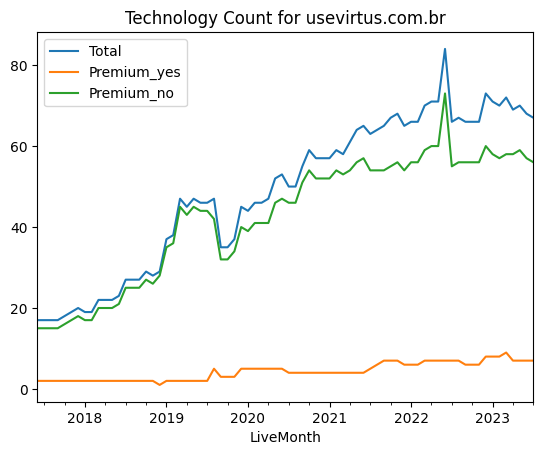 Technology Count for usevirtus.com.br
Total
Premium_yes
Premium_no
80
60
40
20
0
2018 2019 2020 2021 2022 2023
LiveMonth